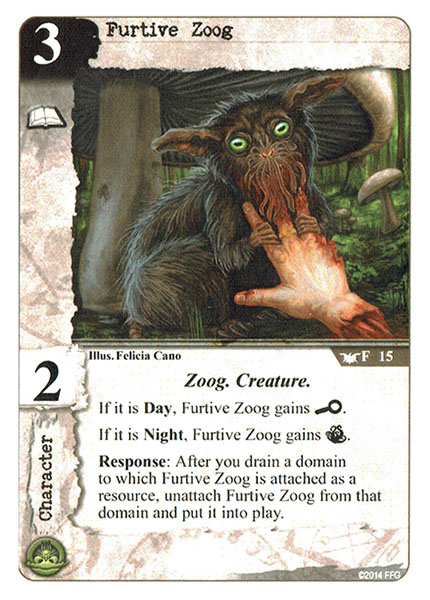 3
Furtive Zoog
Illus. Felicia Cano
F 15
2
Character
Zoog. Creature.
If it is Day, Furtive Zoog gains .
If it is Night, Furtive Zoog gains .
Response: After you drain a domain
to which Furtive Zoog is attached as a
resource, unattach Furtive Zoog from that
domain and put it into play.
©2014 FFG